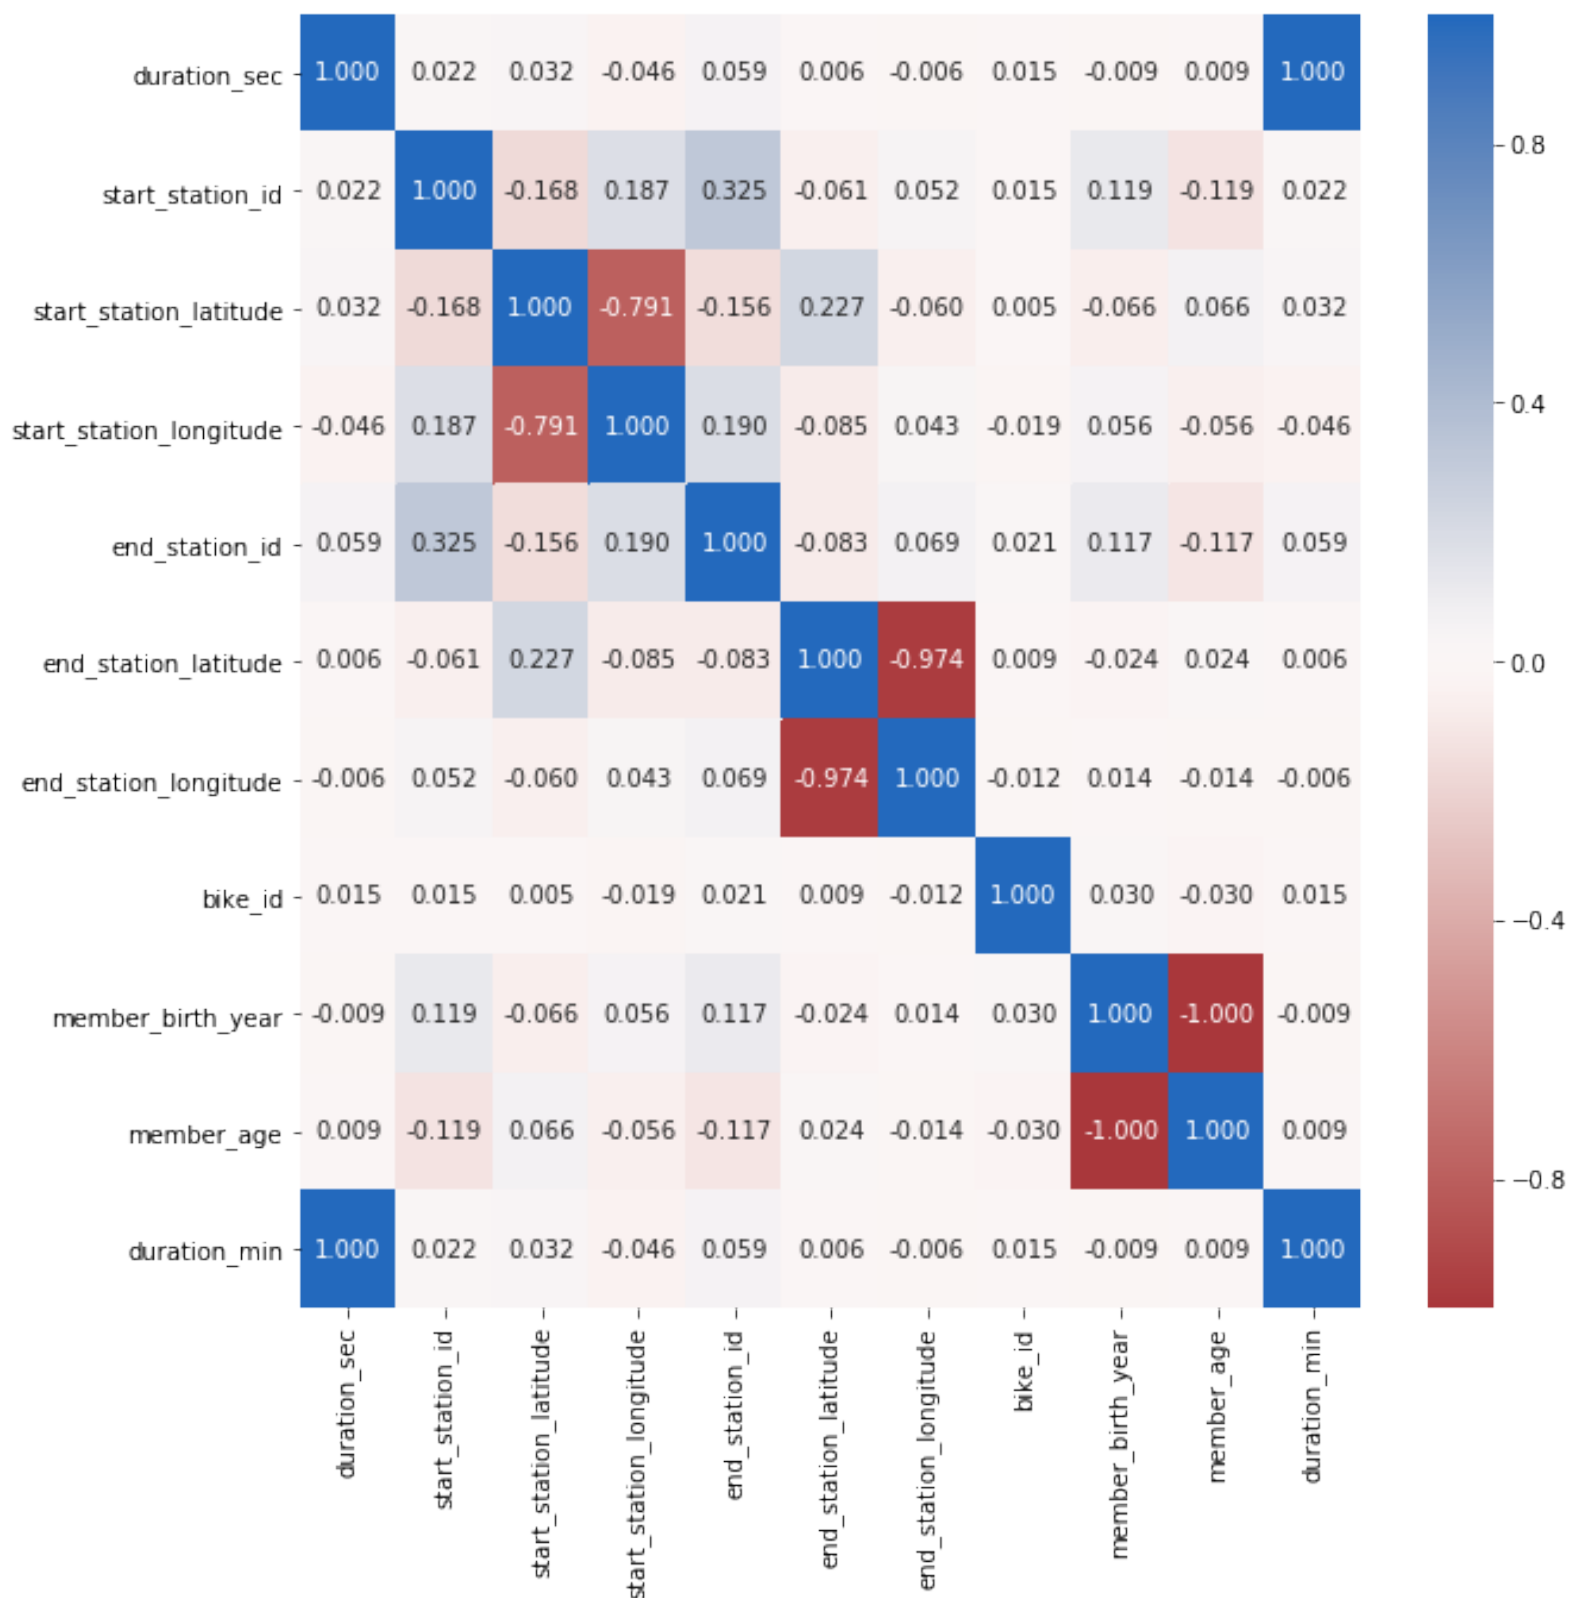 duration_sec 1.000 0.022 0.032 -0.046 0.059 0.006 -0.006 0.015 -0.009 0.009 1.000
start_station_id 0.022 1.000 -0.168 0.187 0.325 -0.061 0.052 0.015 0.119 -0.119 0.022
start_station_latitude 0.032 -0.168 1.000 -0.791 -0.156 0.227 -0.060 0.005 -0.066 0.066 0.032
start_station_longitude -0.046 0.187 -0.791 1.000 0.190 -0.085 0.043 -0.019 0.056 -0.056 -0.046
end_station_id 0.059 0.325 -0.156 0.190 1.000 -0.083 0.069 0.021 0.117 -0.117 0.059
end_station_latitude 0.006 -0.061 0.227 -0.085 -0.083 1.000 -0.974 0.009 -0.024 0.024 0.006
end_station_longitude -0.006 0.052 -0.060 0.043 0.069 -0.974 1.000 -0.012 0.014 -0.014 -0.006
bike_id 0.015 0.015 0.005 -0.019 0.021 0.009 -0.012 1.000 0.030 -0.030 0.015
member_birth_year -0.009 0.119 -0.066 0.056 0.117 -0.024 0.014 0.030 1.000 -1.000 -0.009
member_age 0.009 -0.119 0.066 -0.056 -0.117 0.024 -0.014 -0.030 -1.000 1.000 0.009
duration_min 1.000 0.022 0.032 -0.046 0.059 0.006 -0.006 0.015 -0.009 0.009 1.000
duration_sec
start_station_id
start_station_latitude
start_station_longitude
end_station_id
end_station_latitude
end_station_longitude
bike_id
member_birth_year
member_age
duration_min
0.8
0.4
0.0
−0.4
−0.8